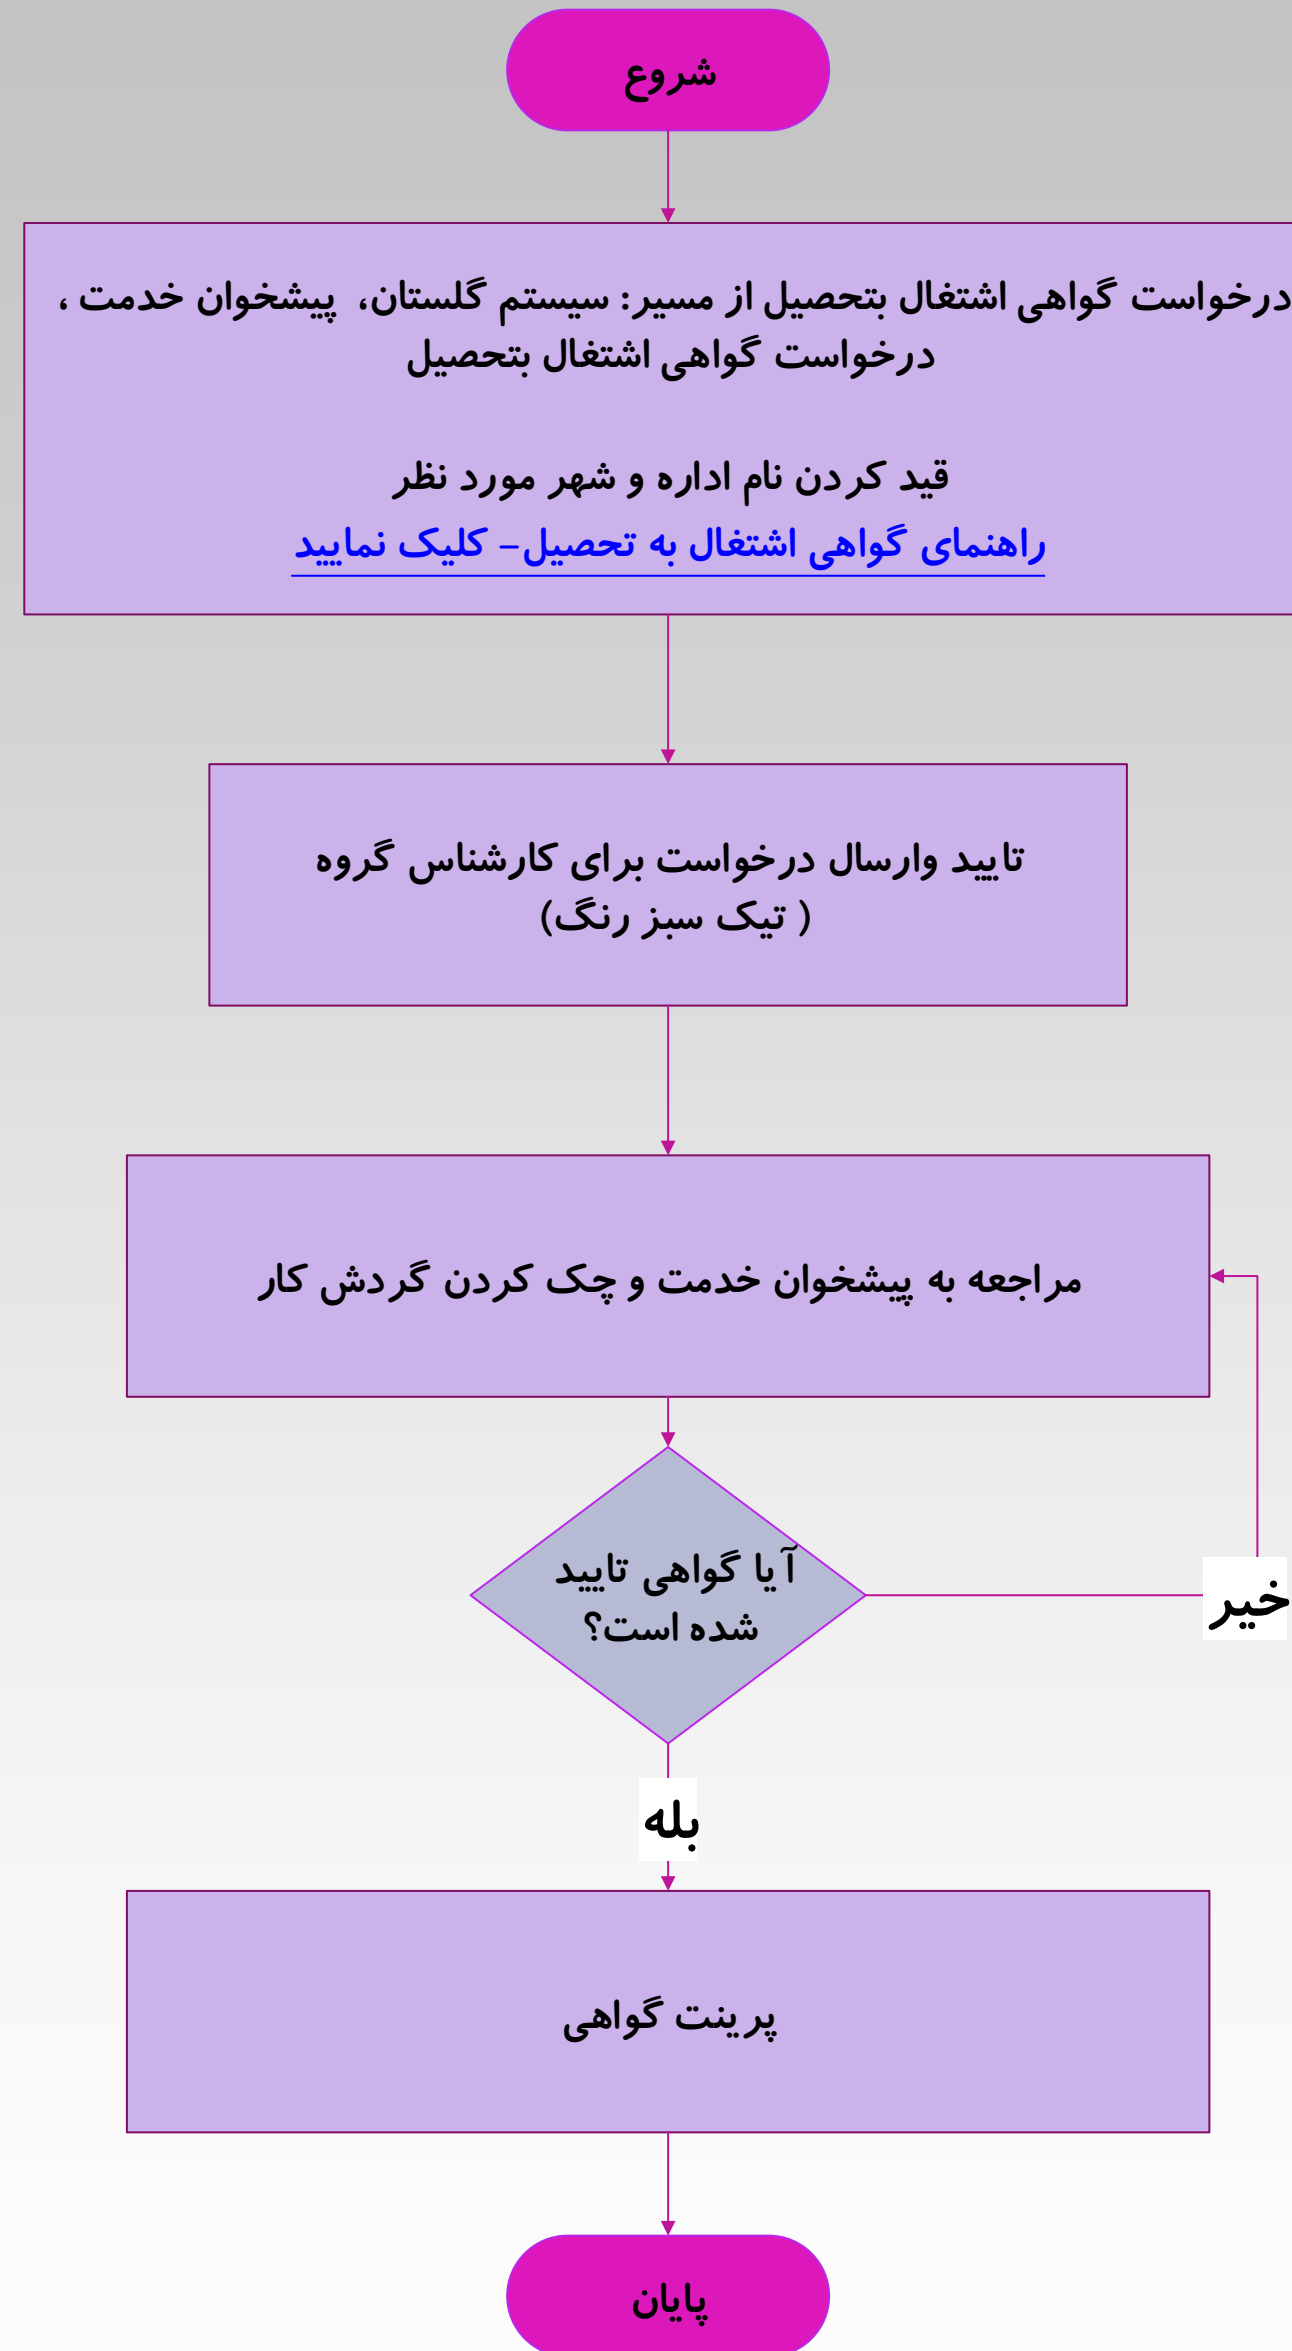 شروع
درخواست گواهی اشتغال بتحصیل از مسیر: سیستم گلستان، پیشخوان خدمت ،
درخواست گواهی اشتغال بتحصیل
قید کردن نام اداره و شهر مورد نظر
راهنمای گواهی اشتغال به تحصیل- کلیک نمایید
تایید وارسال درخواست برای کارشناس گروه
( تیک سبز رنگ)
مراجعه به پیشخوان خدمت و چک کردن گردش کار
آیا گواهی تایید
شده است؟
خیر
بله
پرینت گواهی
پایان